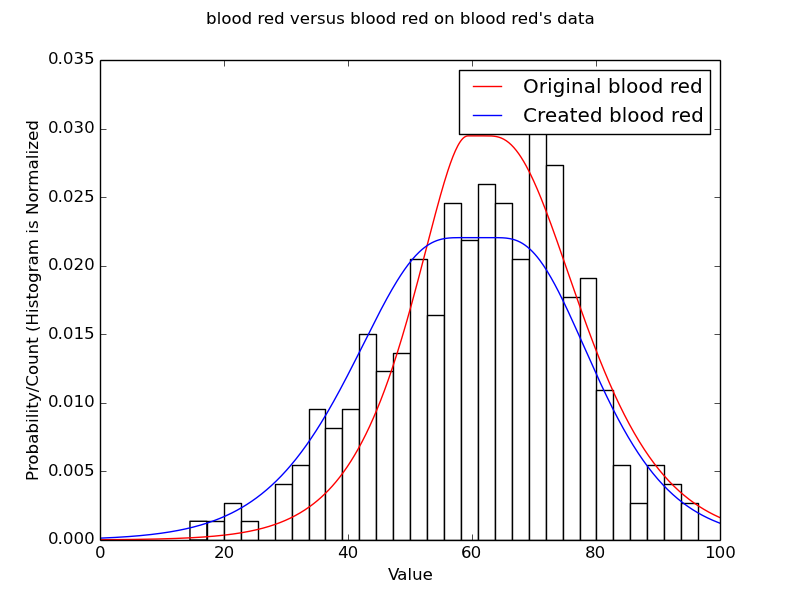 blood red versus blood red on blood red's data
0.035
0.030
0.025
0.020
0.015
0.010
0.005
0.000
Probability/Count (Histogram is Normalized
Original blood red
Created blood red
0 20 40 60 80 100
Value